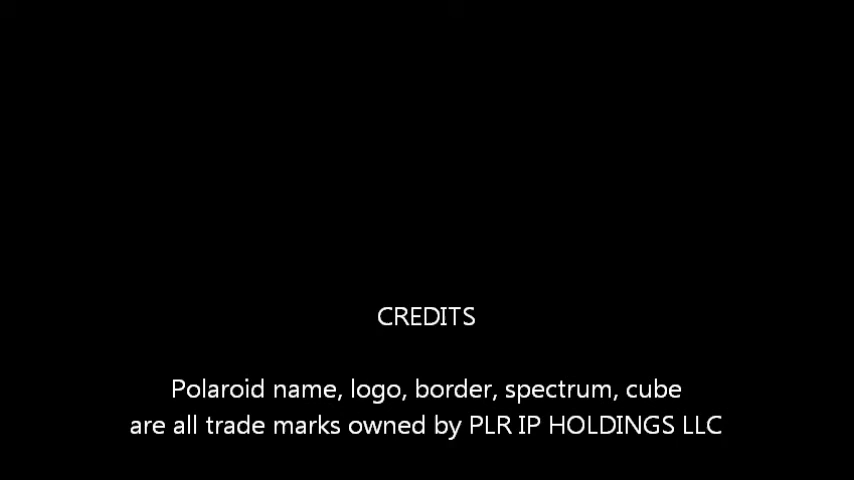 CREDITS
Polaroid name, logo, border, spectrum, cube
are all trade marks owned by PLR IP HOLDINGS LLC